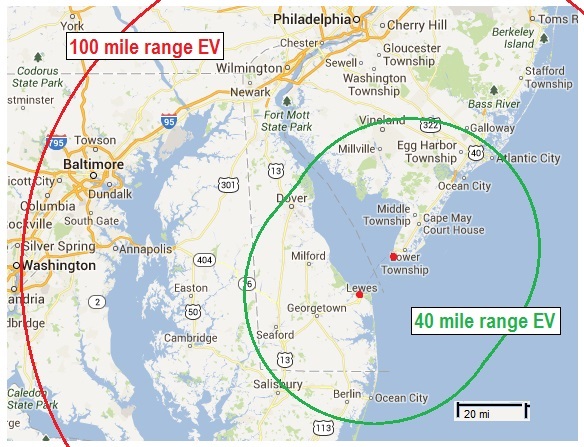 Philadelphia
Cherry Hill
Toms R
York
100 mile range EV
Chester
Gloucester
Township
Berkeley
Island
Codorus
State Park
Wilmington
Sewell
Washington
Township
Stafford
Township
Newark
stminster
Fort Mott
State Park
Bass River
95
Vineland
322
Galloway
795
Towson
Millville
Egg Harbor
Township
40
Atlantic City
Baltimore
301
13
icott City
Dundalk
Ocean City
Columbia
Dover
ockville
South Gate
Middle
Township
Cape May
Court House
Silver Spring
Annapolis
Washington
404
Milford
Lower
Township
andria
Easton
Lewes
2
50
Georgetown
40 mile range EV
dbridge
Cambridge
Seaford
13
Salisbury
Caledon
State Park
Berlin
Ocean City
20 mi
113